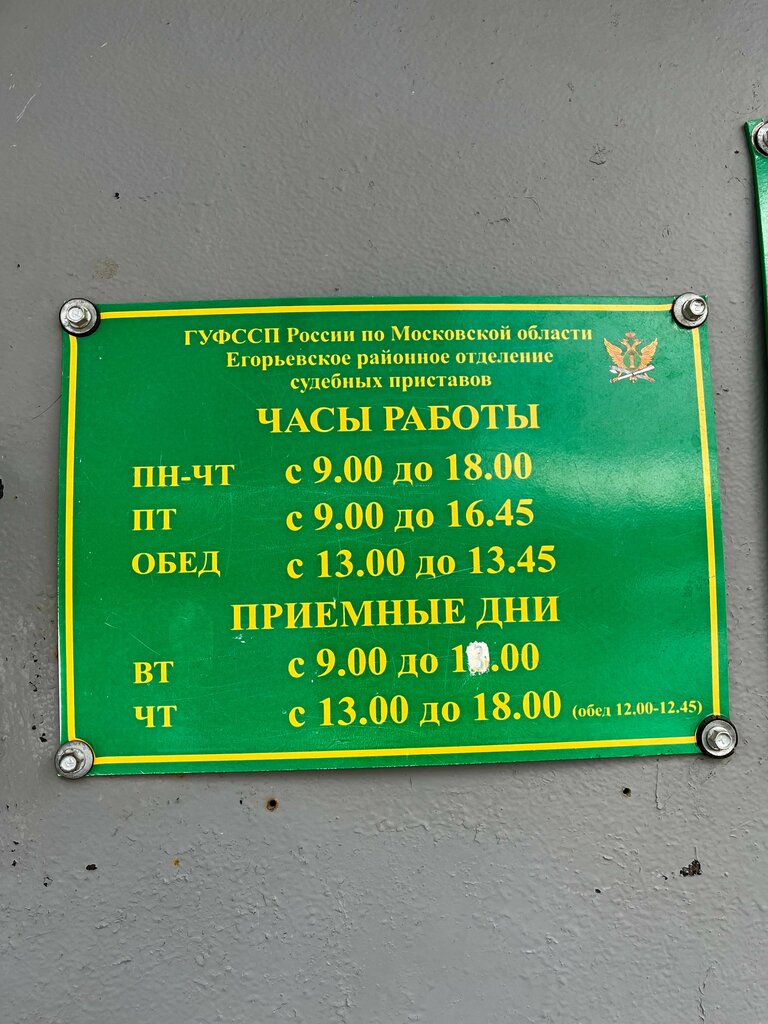 ГУФССП России по Московской области
Егорьевское районное отделение
судебных приставов
ЧАСЫ РАБОТЫ
ПН-ЧТ с 9.00 до 18.00
ПТ с 9.00 до 16.45
ОБЕД с 13.00 до 13.45
ПРИЕМНЫЕ ДНИ
ВТ с 9.00 до
ЧТ с 13.00 до 18.00 (обед 12.00-12.45)